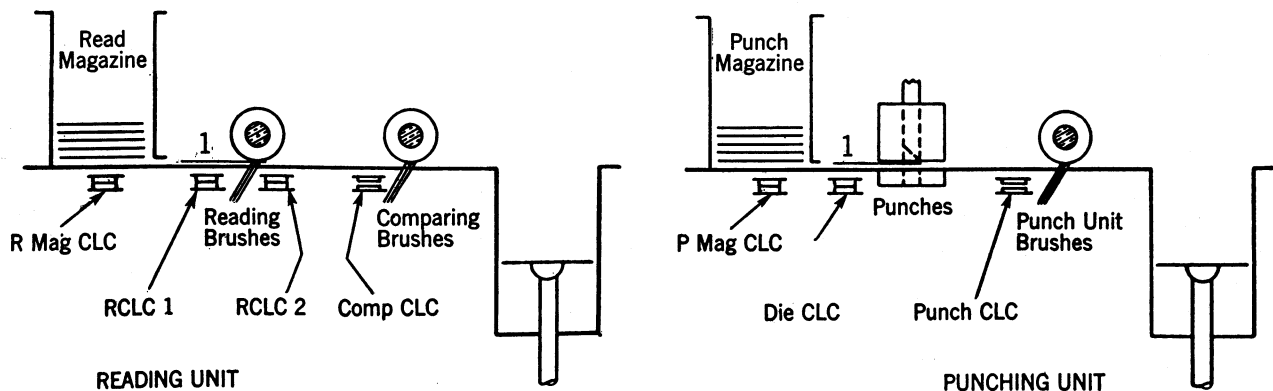 Read
Magazine
1
R Mag CLC
Reading
Brushes
Comparing
Brushes
RCLC 1
RCLC 2
Comp CLC
READING UNIT
Punch
Magazine
1
Punches
P Mag CLC
Punch Unit
Brushes
Die CLC
Punch CLC
PUNCHING UNIT